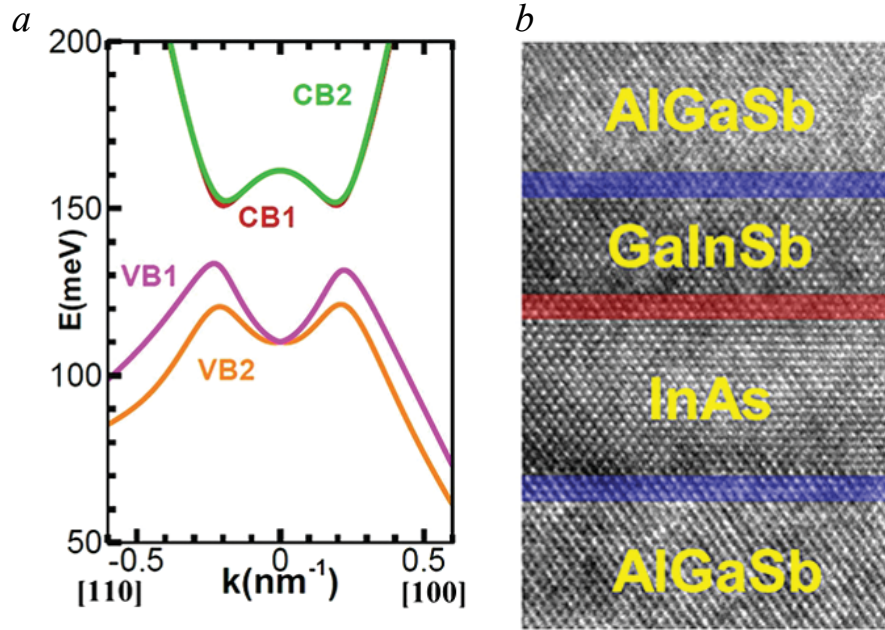 a
b
200
150
100
50
E(meV)
CB2
CB1
VB1
VB2
-0.5
0
0.5
[110]
k(nm⁻¹)
[100]
AlGaSb
GaInSb
InAs
AlGaSb